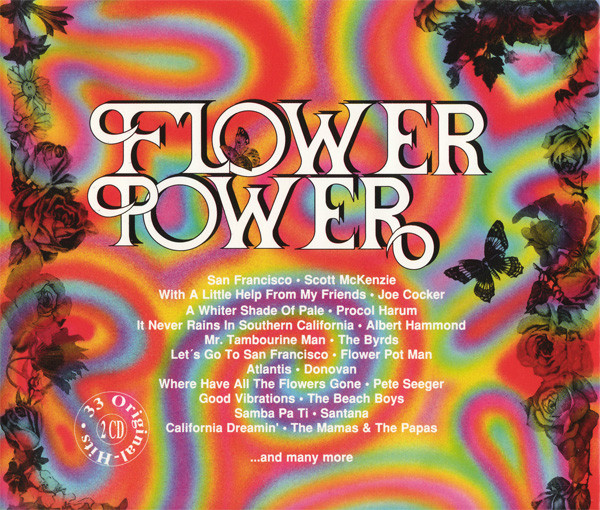 FLOWER
POWER
San Francisco • Scott McKenzie
With A Little Help From My Friends • Joe Cocker
A Whiter Shade Of Pale • Procol Harum
It Never Rains In Southern California • Albert Hammond
Mr. Tambourine Man • The Byrds
Let´s Go To San Francisco • Flower Pot Man
Atlantis • Donovan
Where Have All The Flowers Gone • Pete Seeger
Good Vibrations • The Beach Boys
Samba Pa Ti • Santana
California Dreamin' • The Mamas & The Papas
...and many more
• 33 Original-Hits •
2 CD